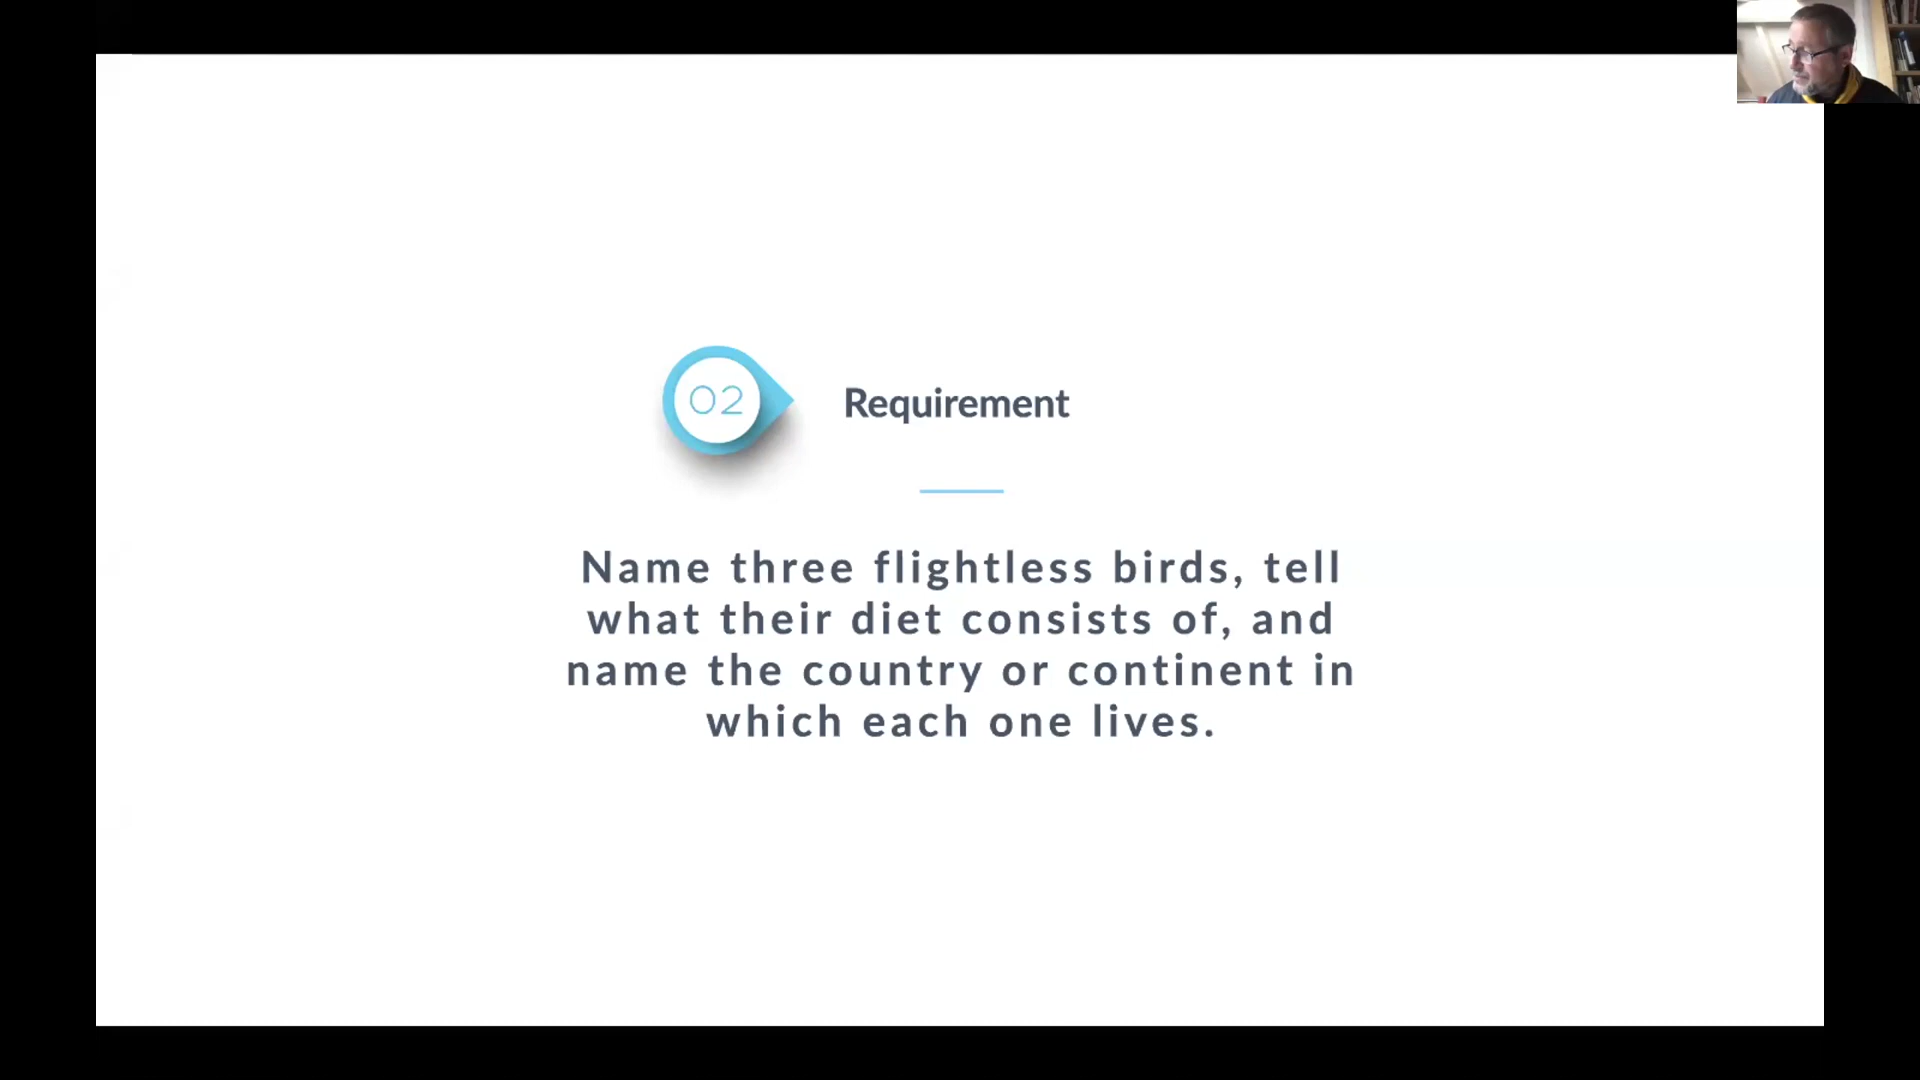 02
Requirement
Name three flightless birds, tell
what their diet consists of, and
name the country or continent in
which each one lives.